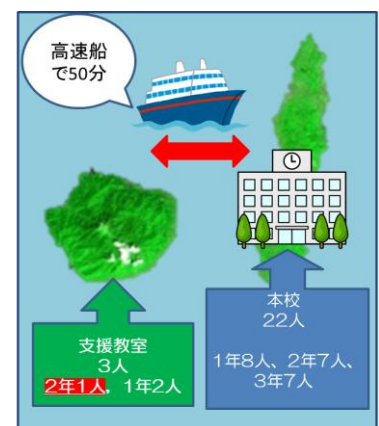 高速船
で50分
支援教室
3人
2年1人、1年2人
本校
22人
1年8人、2年7人、
3年7人